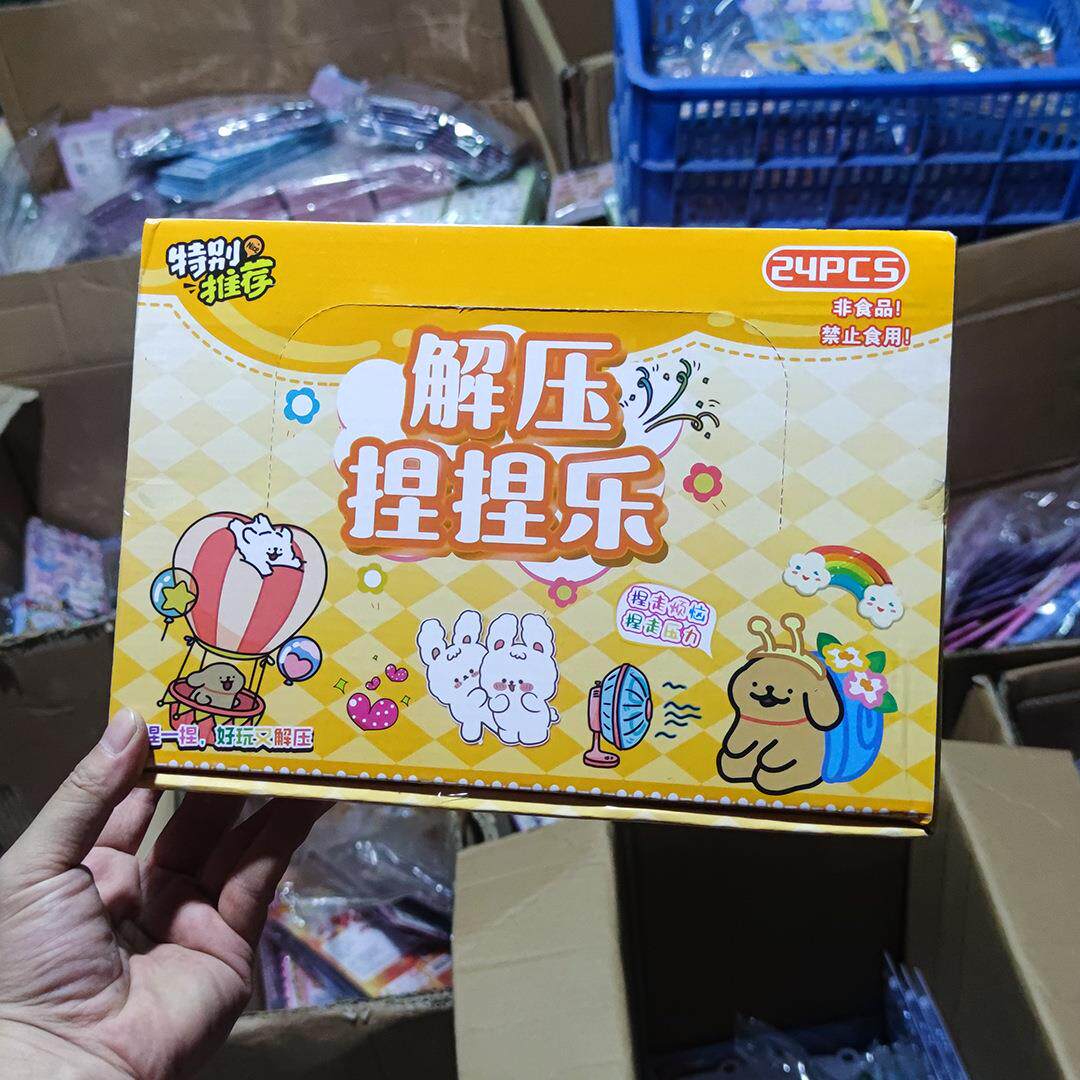 特别
Nice
推荐
24PCS
非食品!
禁止食用!
解压
捏捏乐
捏走烦恼
捏走压力
捏一捏，好玩又解压